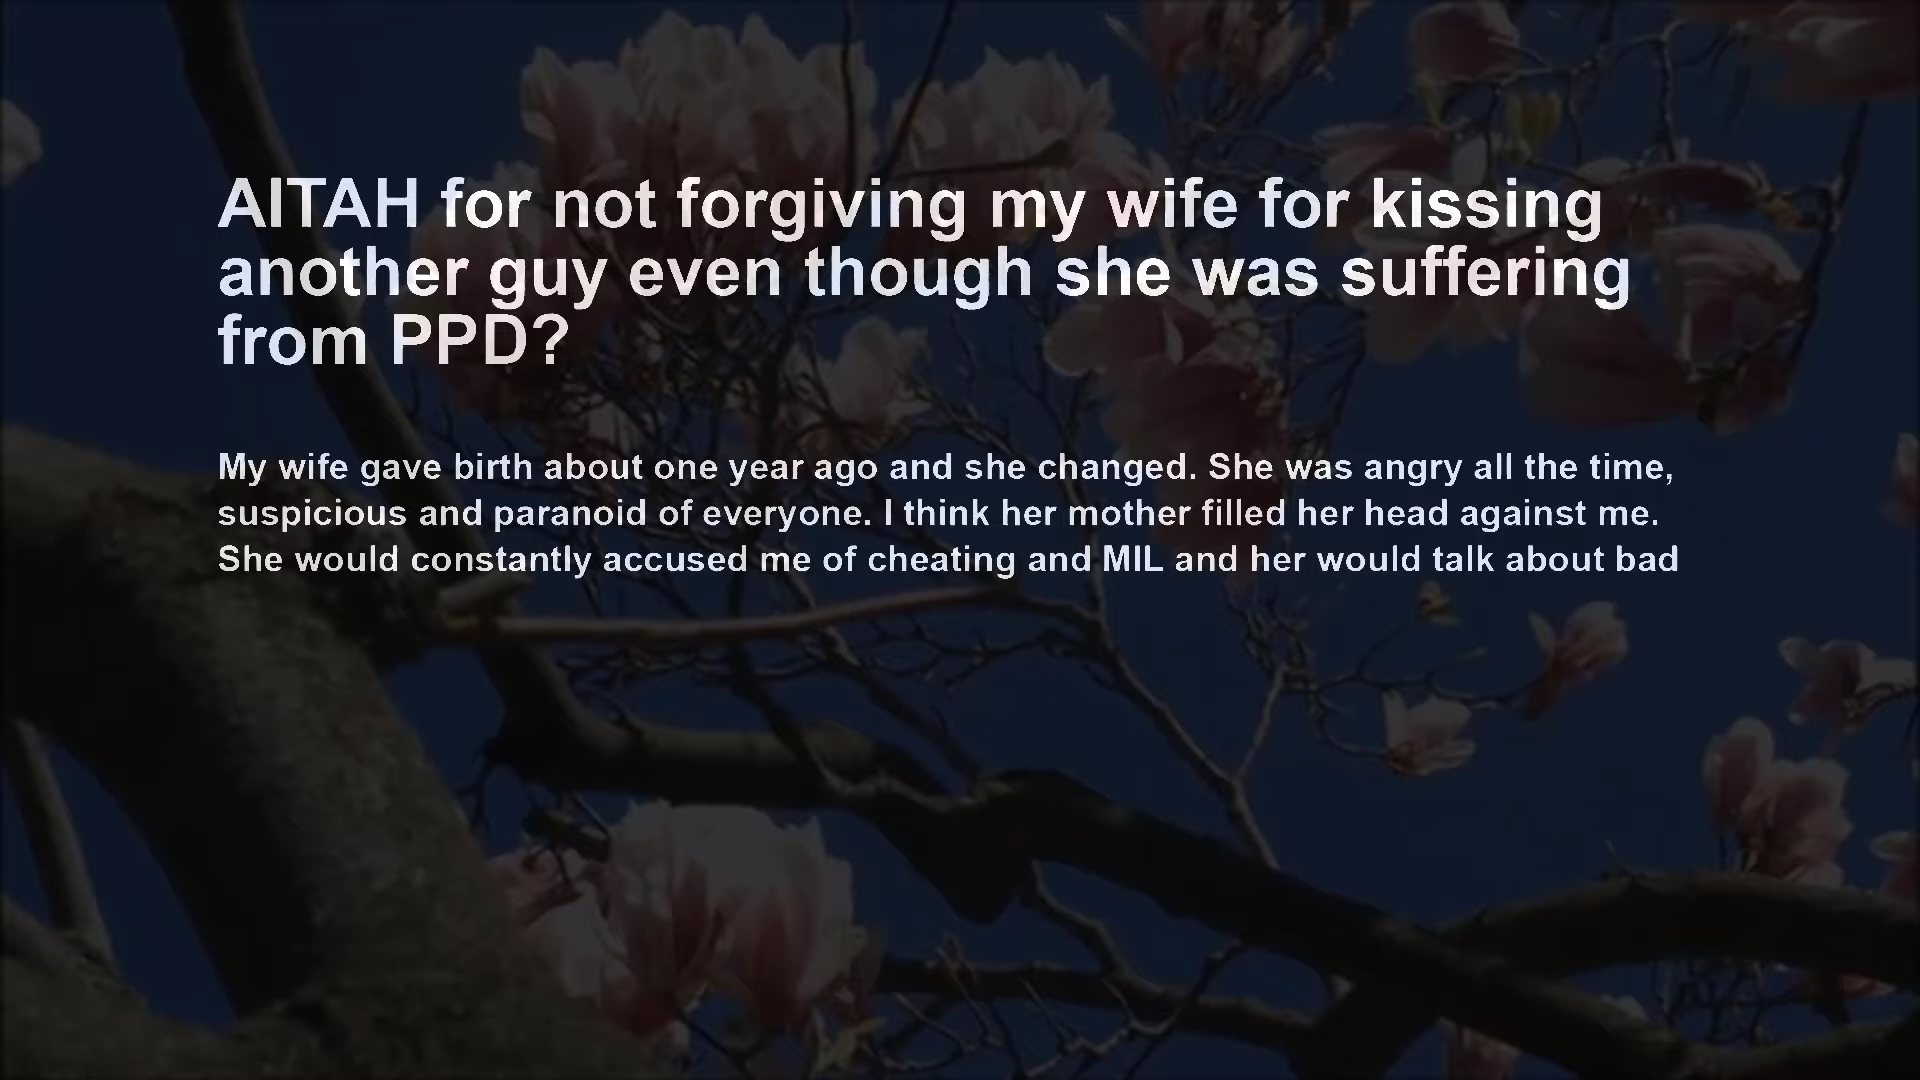 AITAH for not forgiving my wife for kissing
another guy even though she was suffering
from PPD?
My wife gave birth about one year ago and she changed. She was angry all the time,
suspicious and paranoid of everyone. I think her mother filled her head against me.
She would constantly accused me of cheating and MIL and her would talk about bad